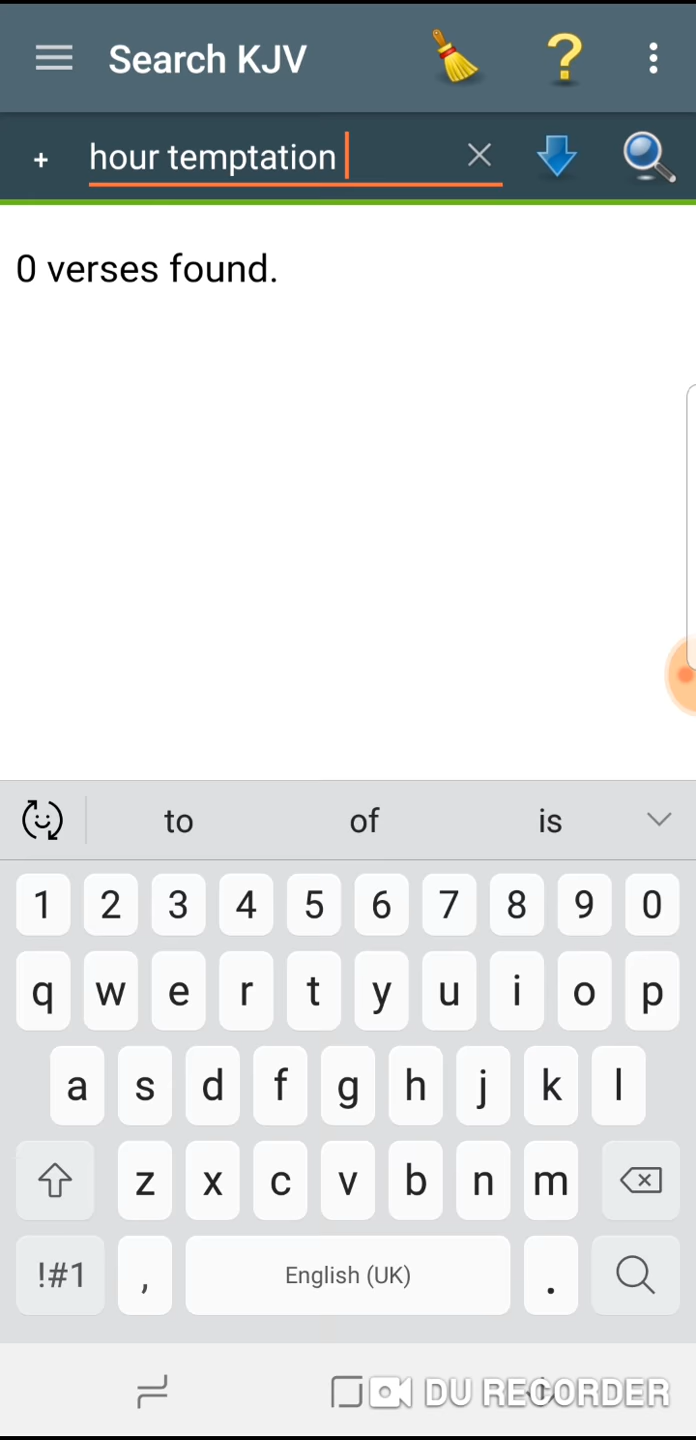 Search KJV
+ hour temptation
0 verses found.
to of is
1 2 3 4 5 6 7 8 9 0
q w e r t y u i o p
a s d f g h j k l
z x c v b n m
!#1 , English (UK) .
DU RECORDER